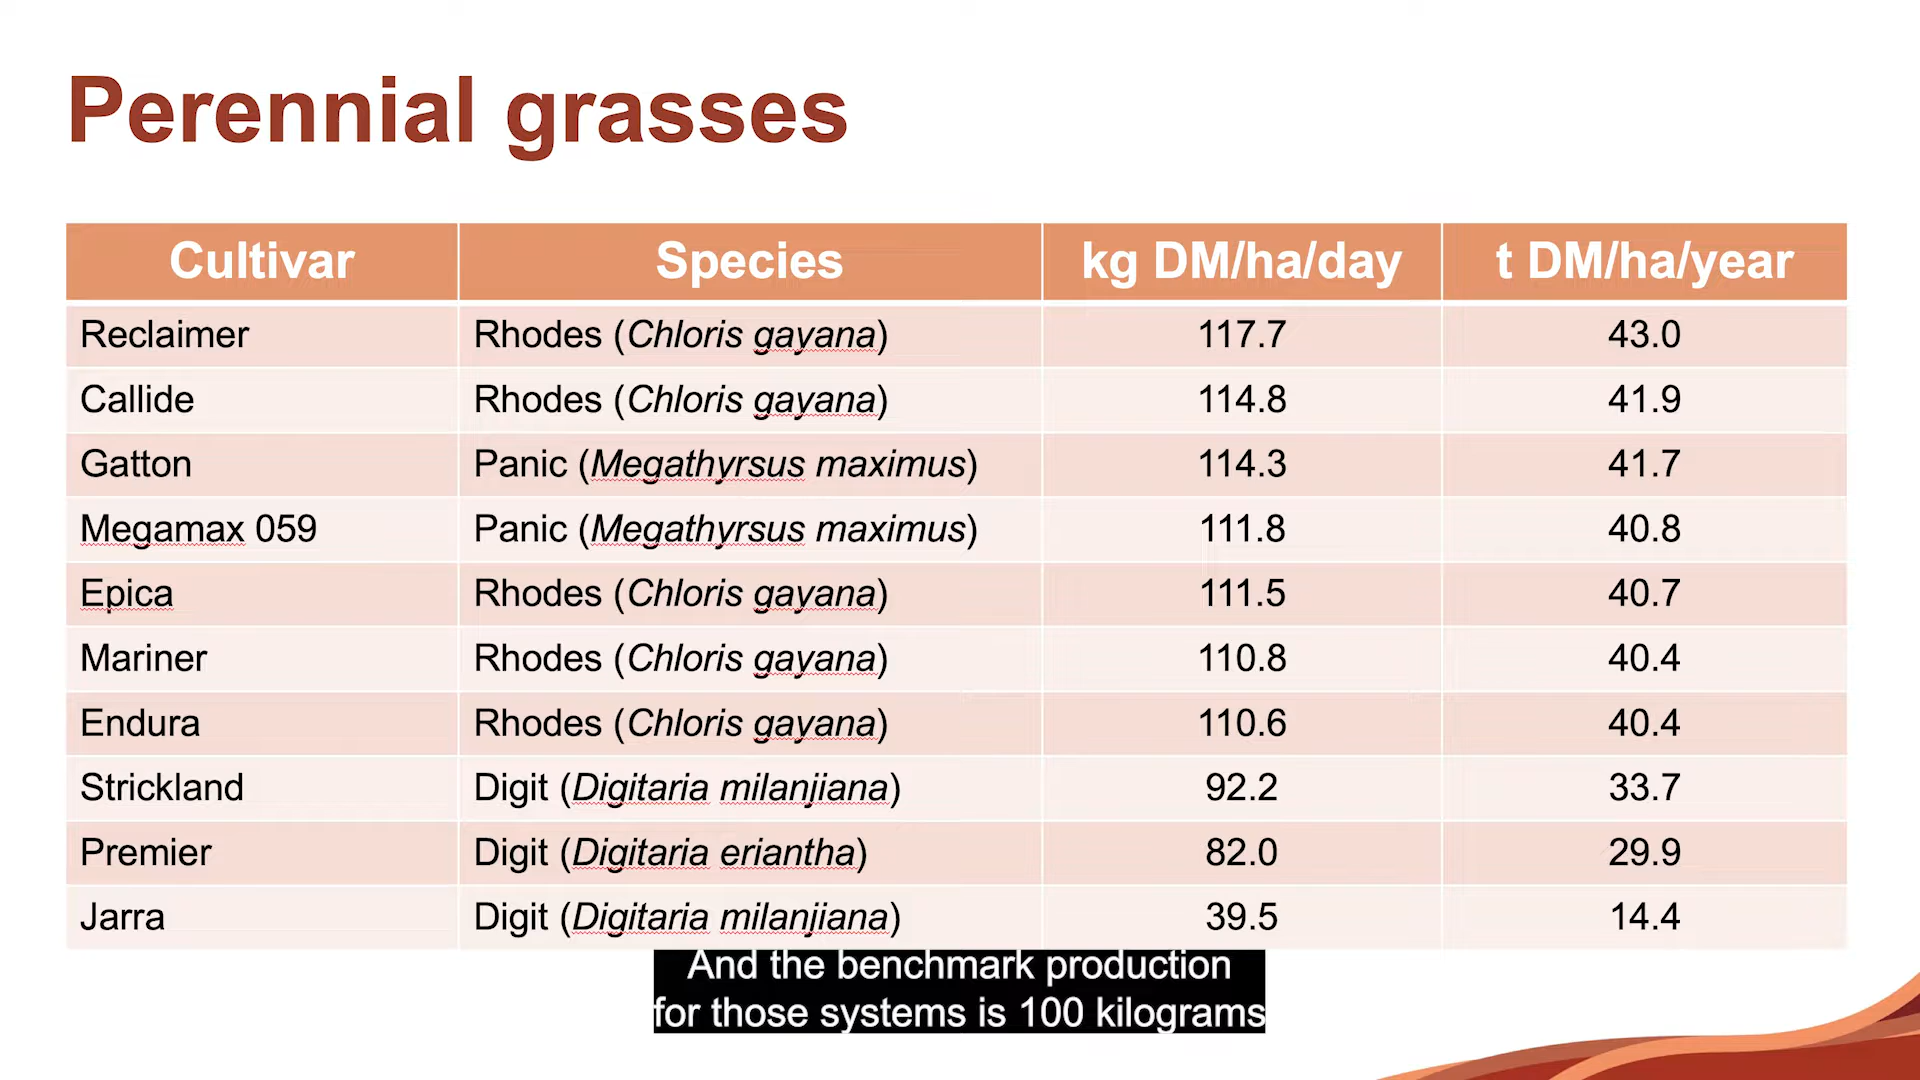 Perennial grasses
Cultivar Species kg DM/ha/day t DM/ha/year
Reclaimer Rhodes (Chloris gayana) 117.7 43.0
Callide Rhodes (Chloris gayana) 114.8 41.9
Gatton Panic (Megathyrsus maximus) 114.3 41.7
Megamax 059 Panic (Megathyrsus maximus) 111.8 40.8
Epica Rhodes (Chloris gayana) 111.5 40.7
Mariner Rhodes (Chloris gayana) 110.8 40.4
Endura Rhodes (Chloris gayana) 110.6 40.4
Strickland Digit (Digitaria milanjiana) 92.2 33.7
Premier Digit (Digitaria eriantha) 82.0 29.9
Jarra Digit (Digitaria milanjiana) 39.5 14.4
And the benchmark production
for those systems is 100 kilograms